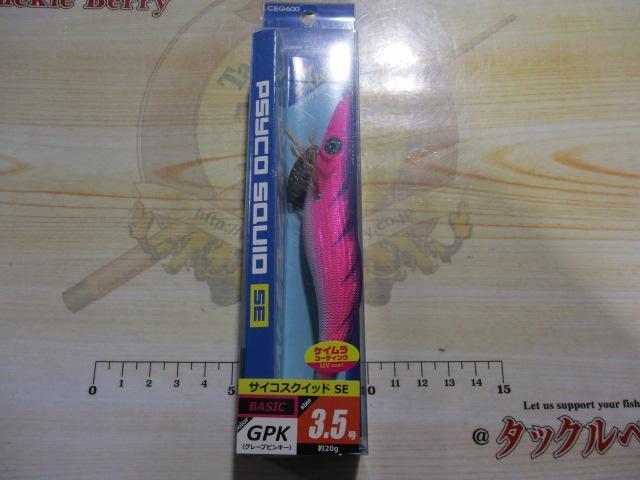 ackle Berry
CEG600
PSYCO SQUID SE
ケイムラ
コーティング
UV coat
サイコスクイッド SE
BASIC
size
3.5号
約20g
color
GPK
(グレープピンキー)
0 1 2 3 4 5 10 11 12 13 14 15
Let us support your fish
@タックルベ